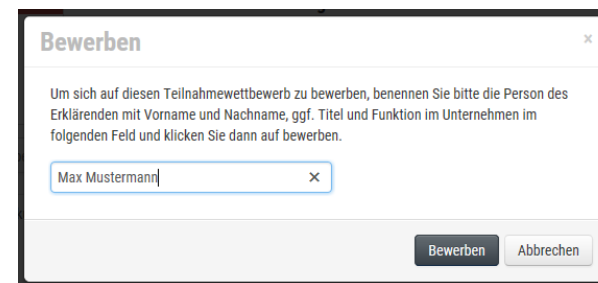 Bewerben
×
Um sich auf diesen Teilnahmewettbewerb zu bewerben, benennen Sie bitte die Person des
Erklärenden mit Vorname und Nachname, ggf. Titel und Funktion im Unternehmen im
folgenden Feld und klicken Sie dann auf bewerben.
Max Mustermann ×
Bewerben Abbrechen